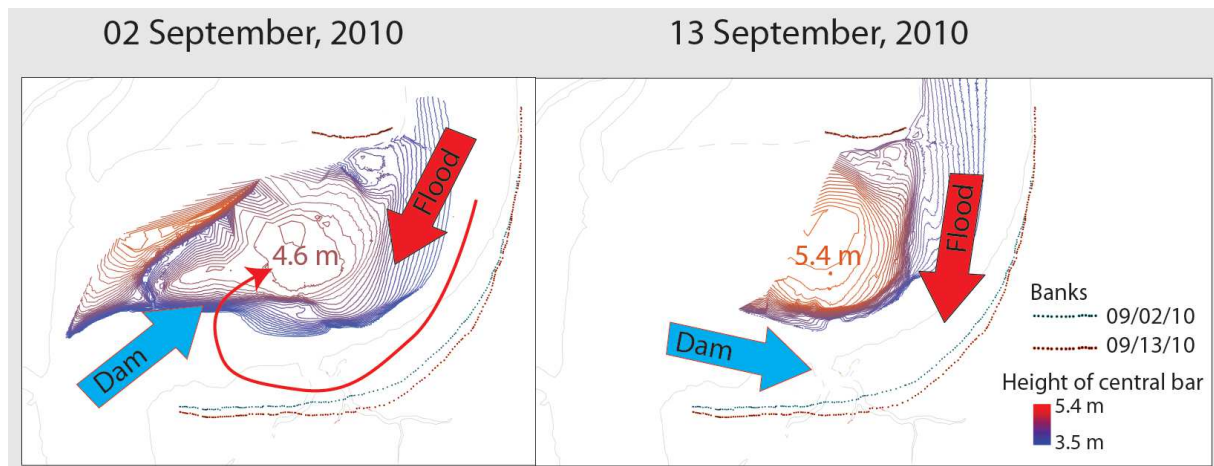 02 September, 2010
13 September, 2010
Flood
4.6 m
Dam
Flood
5.4 m
Dam
Banks
09/02/10
09/13/10
Height of central bar
5.4 m
3.5 m